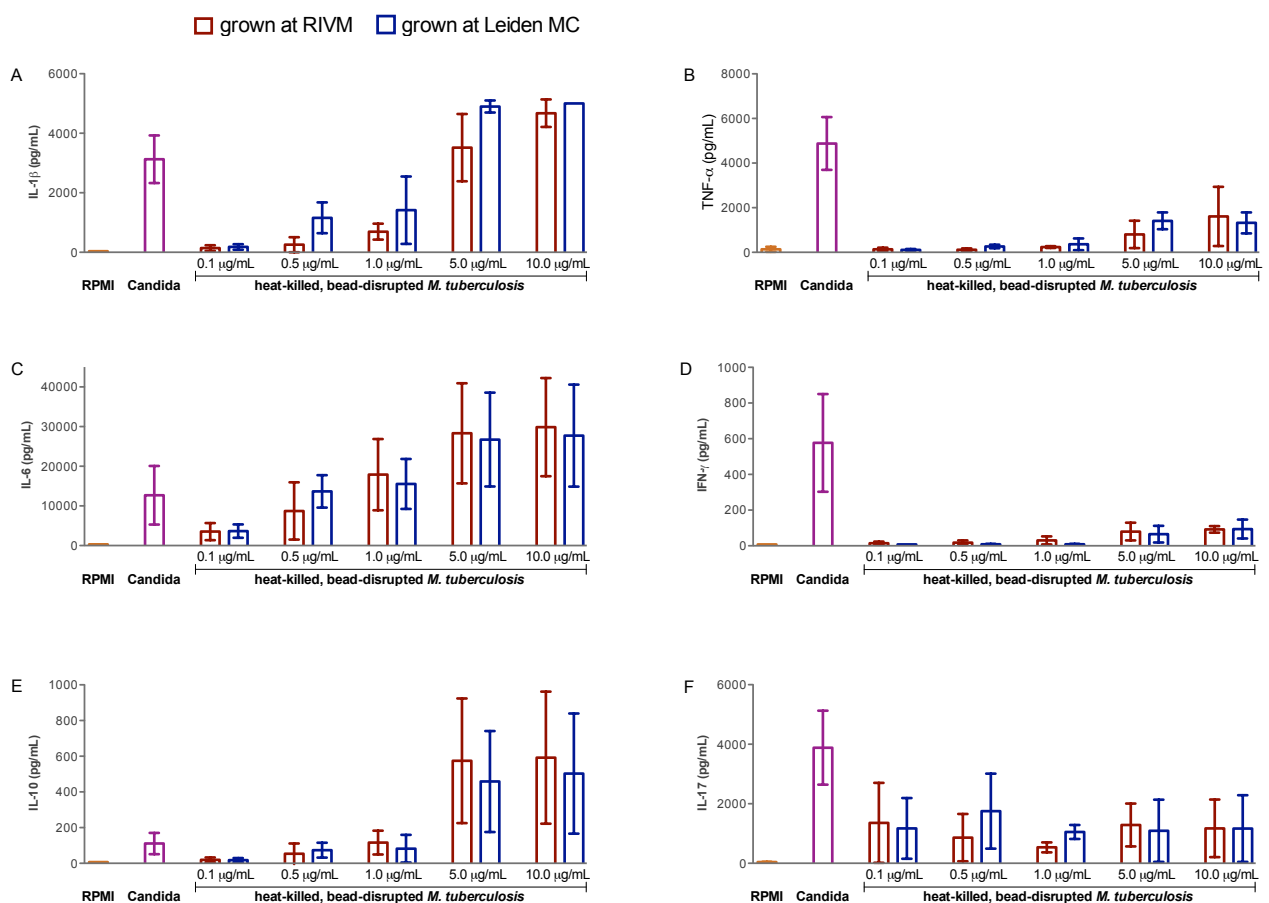 grown at RIVM grown at Leiden MC
A
IL-1β (pg/mL)
6000
4000
2000
0
0.1 µg/mL 0.5 µg/mL 1.0 µg/mL 5.0 µg/mL 10.0 µg/mL
RPMI Candida heat-killed, bead-disrupted M. tuberculosis
B
TNF-α (pg/mL)
8000
6000
4000
2000
0
0.1 µg/mL 0.5 µg/mL 1.0 µg/mL 5.0 µg/mL 10.0 µg/mL
RPMI Candida heat-killed, bead-disrupted M. tuberculosis
C
IL-6 (pg/mL)
40000
30000
20000
10000
0
0.1 µg/mL 0.5 µg/mL 1.0 µg/mL 5.0 µg/mL 10.0 µg/mL
RPMI Candida heat-killed, bead-disrupted M. tuberculosis
D
IFN-γ (pg/mL)
1000
800
600
400
200
0
0.1 µg/mL 0.5 µg/mL 1.0 µg/mL 5.0 µg/mL 10.0 µg/mL
RPMI Candida heat-killed, bead-disrupted M. tuberculosis
E
IL-10 (pg/mL)
1000
800
600
400
200
0
0.1 µg/mL 0.5 µg/mL 1.0 µg/mL 5.0 µg/mL 10.0 µg/mL
RPMI Candida heat-killed, bead-disrupted M. tuberculosis
F
IL-17 (pg/mL)
6000
4000
2000
0
0.1 µg/mL 0.5 µg/mL 1.0 µg/mL 5.0 µg/mL 10.0 µg/mL
RPMI Candida heat-killed, bead-disrupted M. tuberculosis